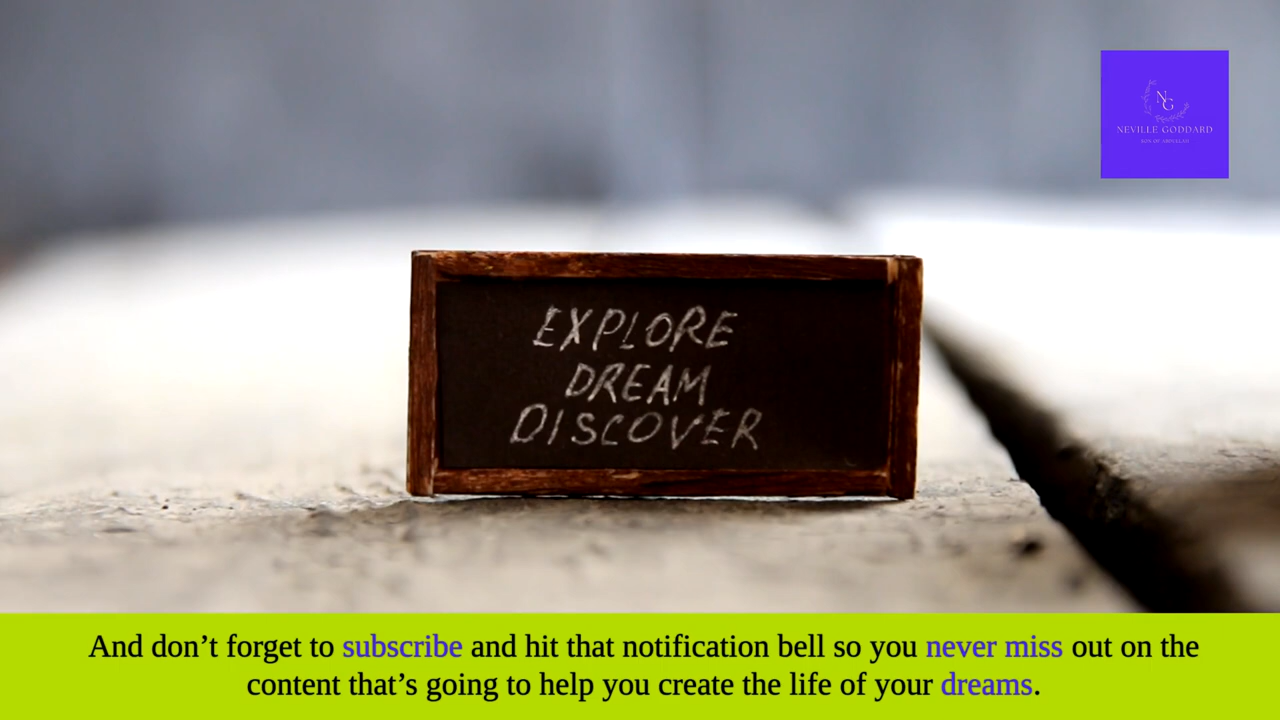 NG
NEVILLE GODDARD
EXPLORE
DREAM
DISCOVER
And don’t forget to subscribe and hit that notification bell so you never miss out on the
content that’s going to help you create the life of your dreams.